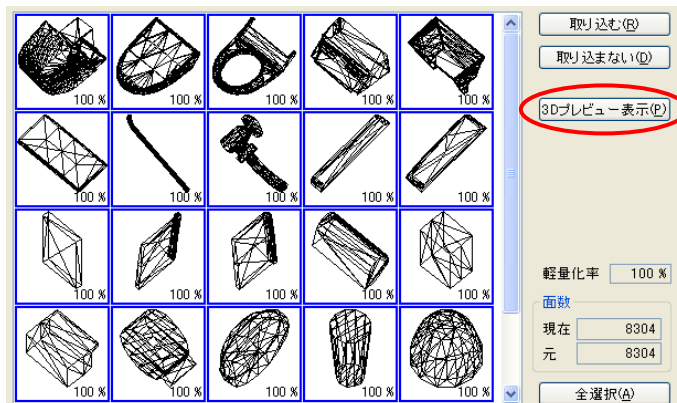 100 % 100 % 100 % 100 % 100 %
100 % 100 % 100 % 100 % 100 %
100 % 100 % 100 % 100 % 100 %
100 % 100 % 100 % 100 % 100 %
取り込む(R)
取り込まない(D)
3Dプレビュー表示(P)
軽量化率 100 %
面数
現在 8304
元 8304
全選択(A)